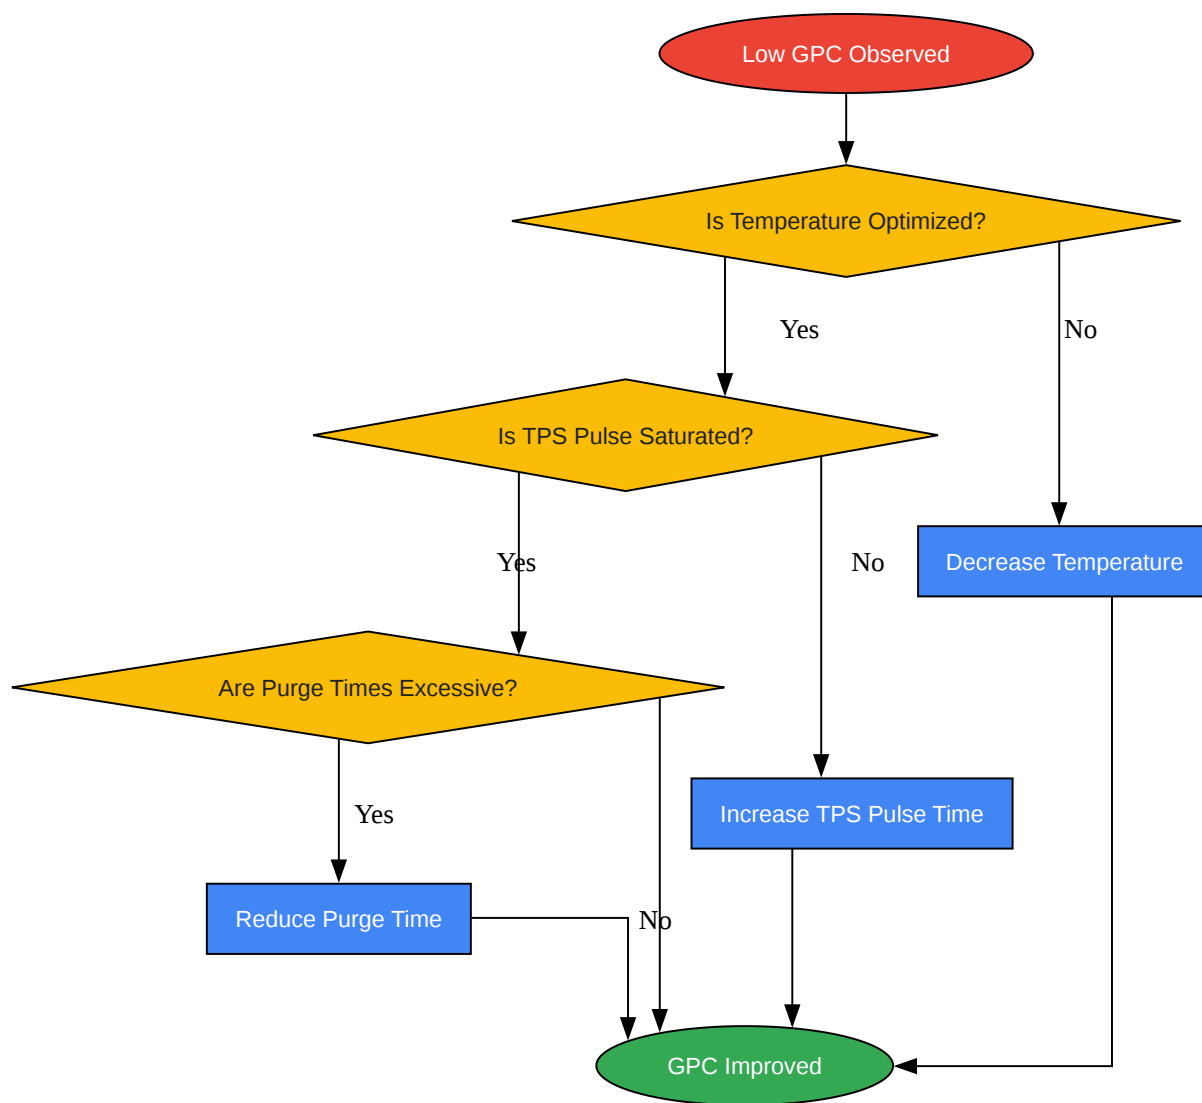 Low GPC Observed
Is Temperature Optimized?
Yes
No
Is TPS Pulse Saturated?
Yes
No
Decrease Temperature
Are Purge Times Excessive?
Yes
Increase TPS Pulse Time
Reduce Purge Time
No
GPC Improved